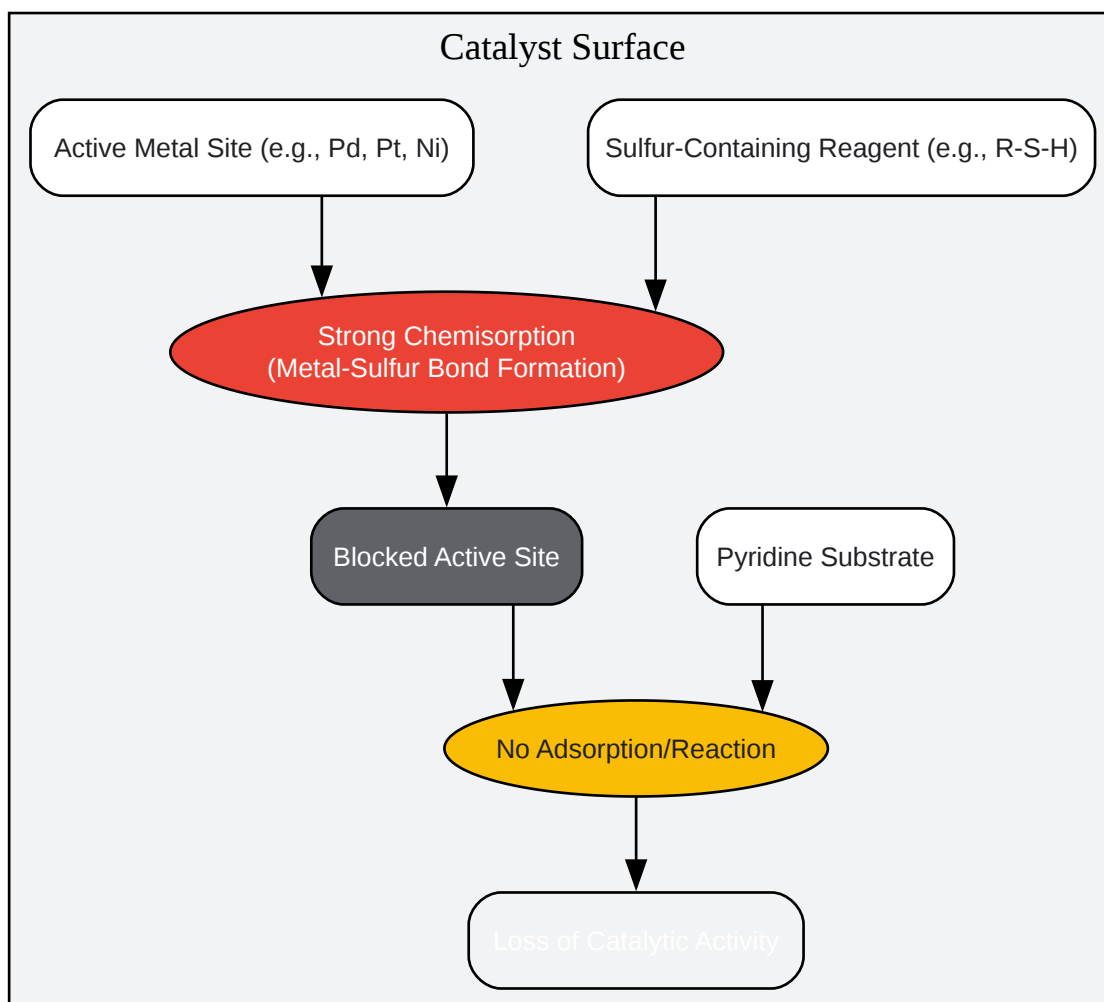 Catalyst Surface
Active Metal Site (e.g., Pd, Pt, Ni)
Sulfur-Containing Reagent (e.g., R-S-H)
Strong Chemisorption
(Metal-Sulfur Bond Formation)
Blocked Active Site
Pyridine Substrate
No Adsorption/Reaction
Loss of Catalytic Activity